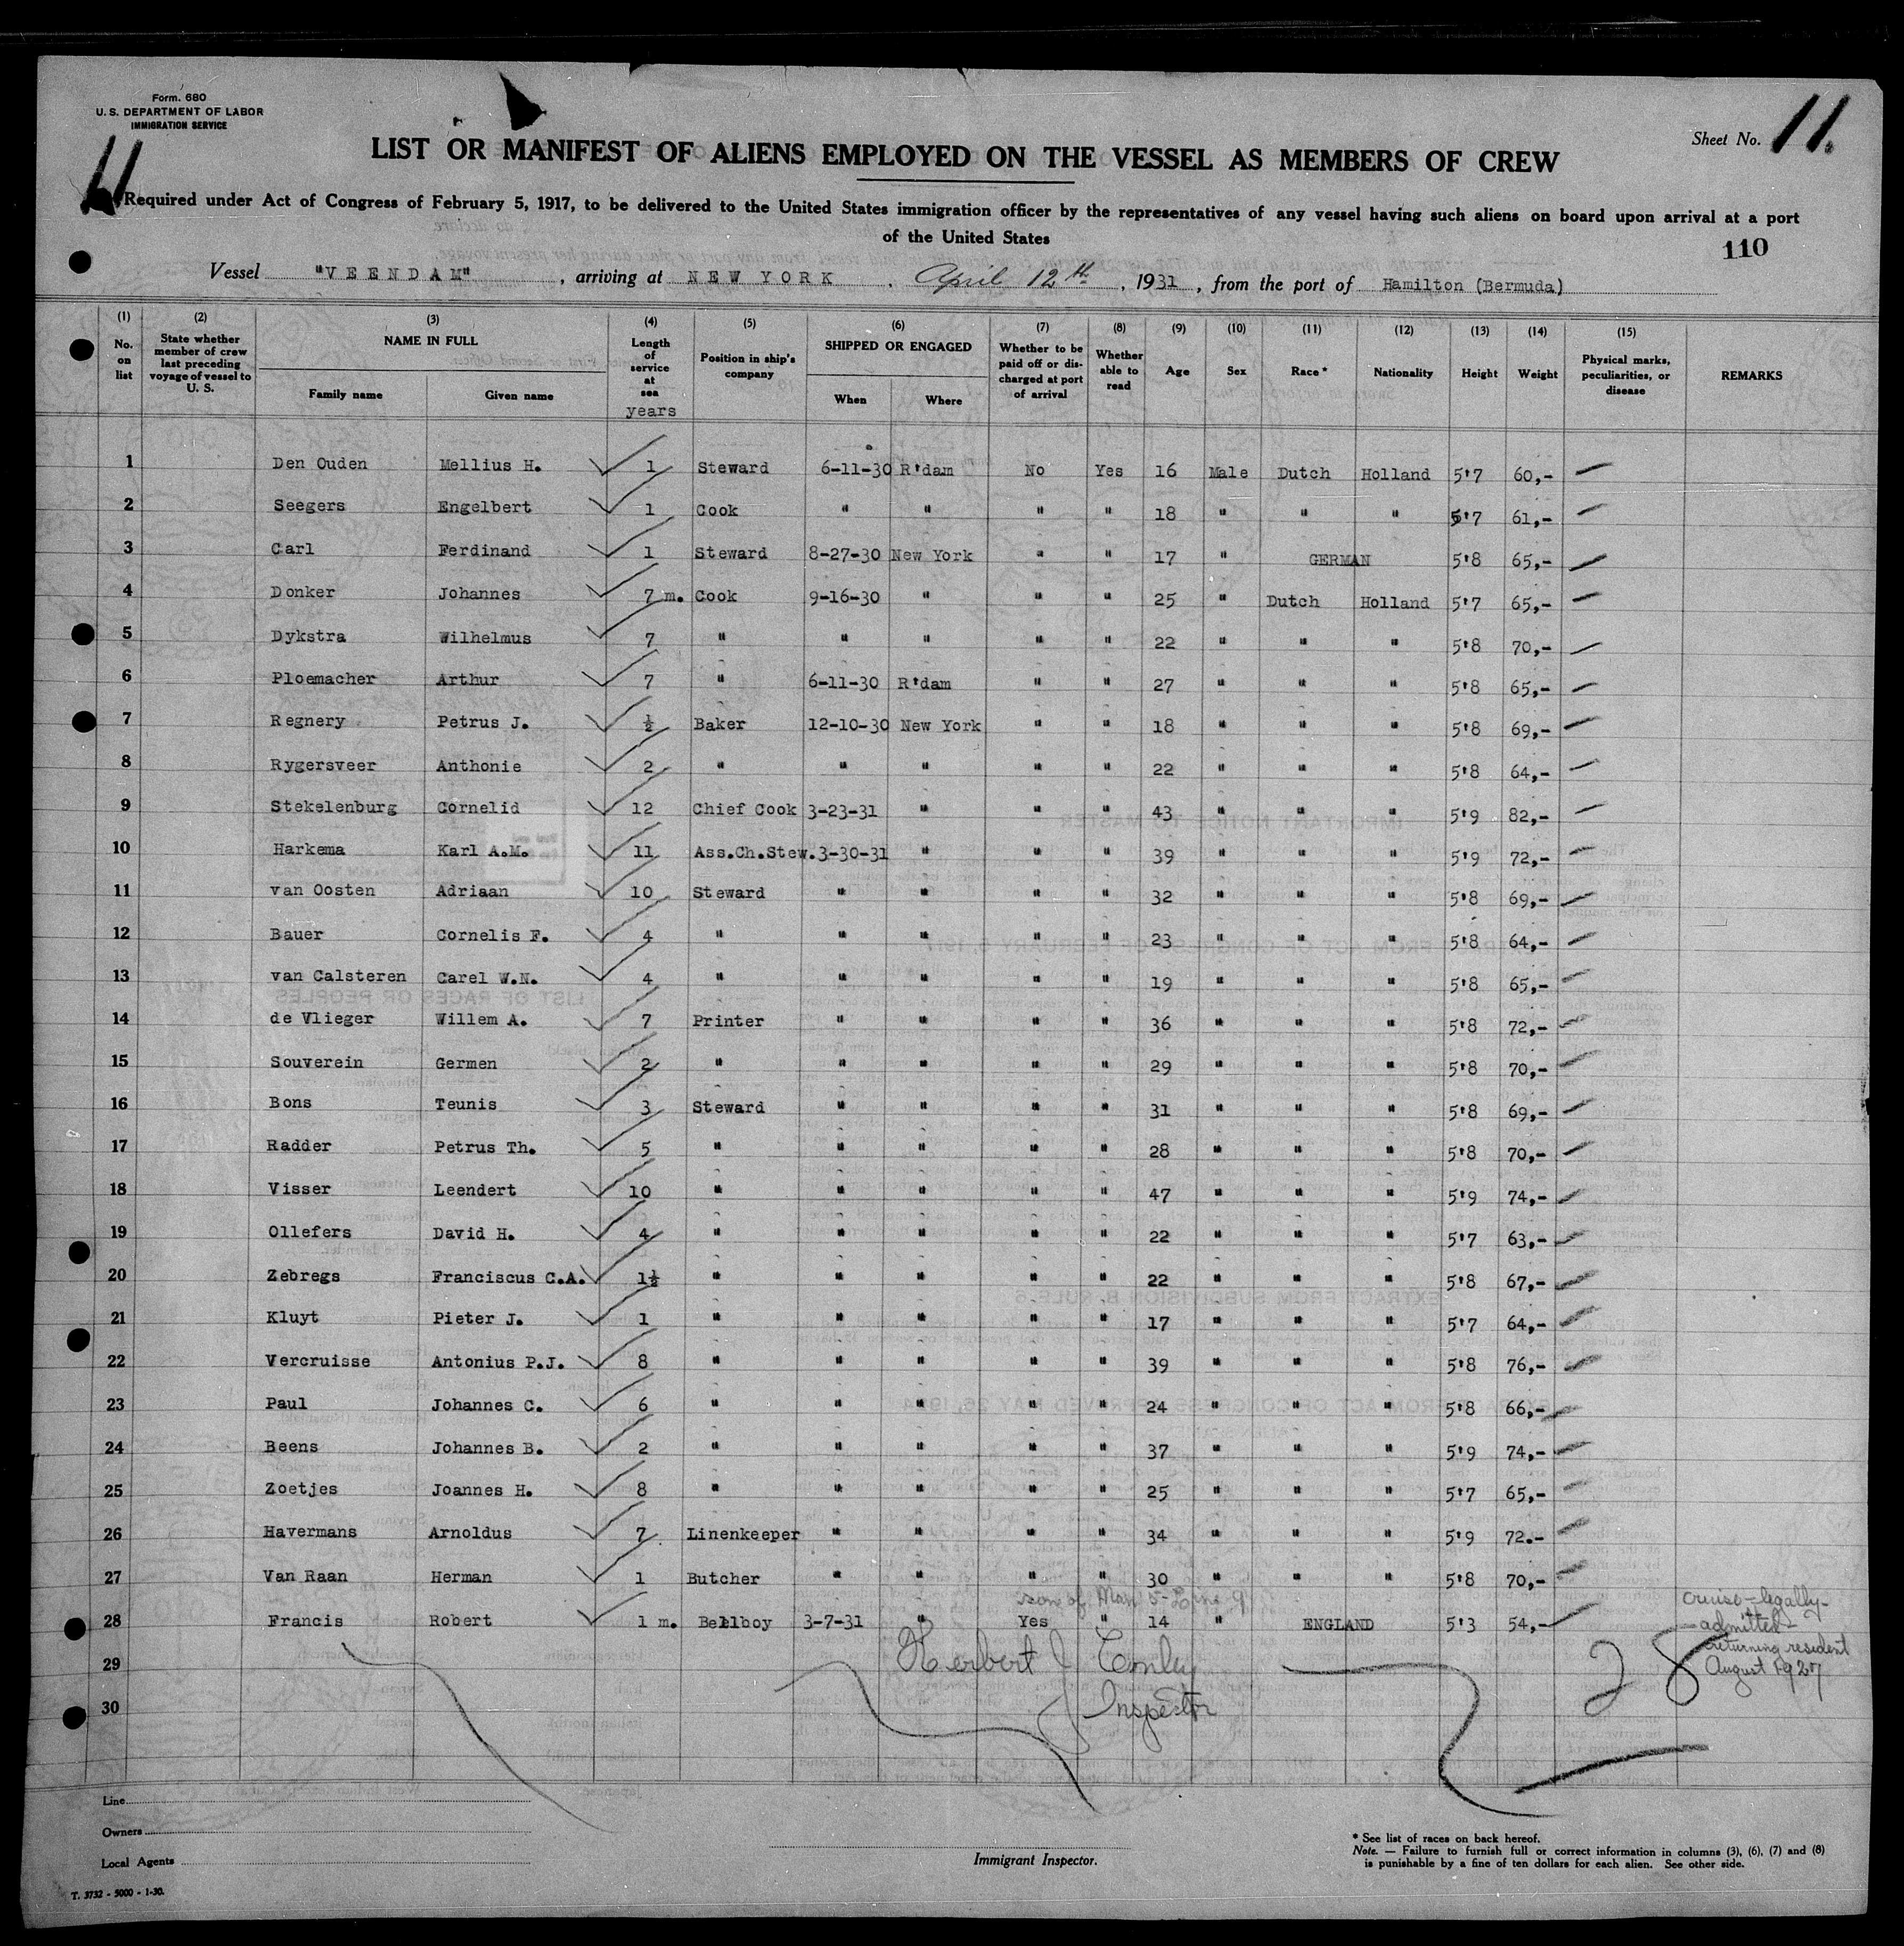 Form. 680
U. S. DEPARTMENT OF LABOR
IMMIGRATION SERVICE
11
Sheet No. 11.
LIST OR MANIFEST OF ALIENS EMPLOYED ON THE VESSEL AS MEMBERS OF CREW
Required under Act of Congress of February 5, 1917, to be delivered to the United States immigration officer by the representatives of any vessel having such aliens on board upon arrival at a port
of the United States
110
Vessel "VEENDAM", arriving at NEW YORK, April 12th, 1931, from the port of Hamilton (Bermuda)
(1) (2) (3) (4) (5) (6) (7) (8) (9) (10) (11) (12) (13) (14) (15)
No. on list State whether member of crew last preceding voyage of vessel to U. S. NAME IN FULL Family name Given name Length of service at sea years Position in ship's company SHIPPED OR ENGAGED When Where Whether to be paid off or discharged at port of arrival Whether able to read Age Sex Race * Nationality Height Weight Physical marks, peculiarities, or disease REMARKS
1 Den Ouden Mellius H. 1 Steward 6-11-30 R'dam No Yes 16 Male Dutch Holland 5'7 60,-
2 Seegers Engelbert 1 Cook " " " " 18 " " " 5'7 61,-
3 Carl Ferdinand 1 Steward 8-27-30 New York " " 17 " GERMAN 5'8 65,-
4 Donker Johannes 7 m. Cook 9-16-30 " " " 25 " Dutch Holland 5'7 65,-
5 Dykstra Wilhelmus 7 " " " " " 22 " " " 5'8 70,-
6 Ploemacher Arthur 7 " 6-11-30 R'dam " " 27 " " " 5'8 65,-
7 Regnery Petrus J. ½ Baker 12-10-30 New York " " 18 " " " 5'8 69,-
8 Rygersveer Anthonie 2 " " " " " 22 " " " 5'8 64,-
9 Stekelenburg Cornelid 12 Chief Cook 3-23-31 " " " 43 " " " 5'9 82,-
10 Harkema Karl A.M. 11 Ass.Ch.Stew. 3-30-31 " " " 39 " " " 5'9 72,-
11 van Oosten Adriaan 10 Steward " " " " 32 " " " 5'8 69,-
12 Bauer Cornelis F. 4 " " " " " 23 " " " 5'8 64,-
13 van Calsteren Carel W.N. 4 " " " " " 19 " " " 5'8 65,-
14 de Vlieger Willem A. 7 Printer " " " " 36 " " " 5'8 72,-
15 Souverein Germen 2 " " " " " 29 " " " 5'8 70,-
16 Bons Teunis 3 Steward " " " " 31 " " " 5'8 69,-
17 Radder Petrus Th. 5 " " " " " 28 " " " 5'8 70,-
18 Visser Leendert 10 " " " " " 47 " " " 5'9 74,-
19 Ollefers David H. 4 " " " " " 22 " " " 5'7 63,-
20 Zebregs Franciscus C.A. 1½ " " " " " 22 " " " 5'8 67,-
21 Kluyt Pieter J. 1 " " " " " 17 " " " 5'7 64,-
22 Vercruisse Antonius P.J. 8 " " " " " 39 " " " 5'8 76,-
23 Paul Johannes C. 6 " " " " " 24 " " " 5'8 66,-
24 Beens Johannes B. 2 " " " " " 37 " " " 5'9 74,-
25 Zoetjes Joannes H. 8 " " " " " 25 " " " 5'7 65,-
26 Havermans Arnoldus 7 Linenkeeper " " " " 34 " " " 5'9 72.-
27 Van Raan Herman 1 Butcher " " " " 30 " " " 5'8 70,-
28 Francis Robert 1 m. Bellboy 3-7-31 " Yes " 14 " ENGLAND 5'3 54,-
legally
admitted
returning resident
August 1927
29
30
Herbert J Conley
Inspector
28
Line
Owners
Local Agents
Immigrant Inspector.
* See list of races on back hereof.
Note. — Failure to furnish full or correct information in columns (3), (6), (7) and (8)
is punishable by a fine of ten dollars for each alien. See other side.
T. 3732 - 5000 - 1-30.